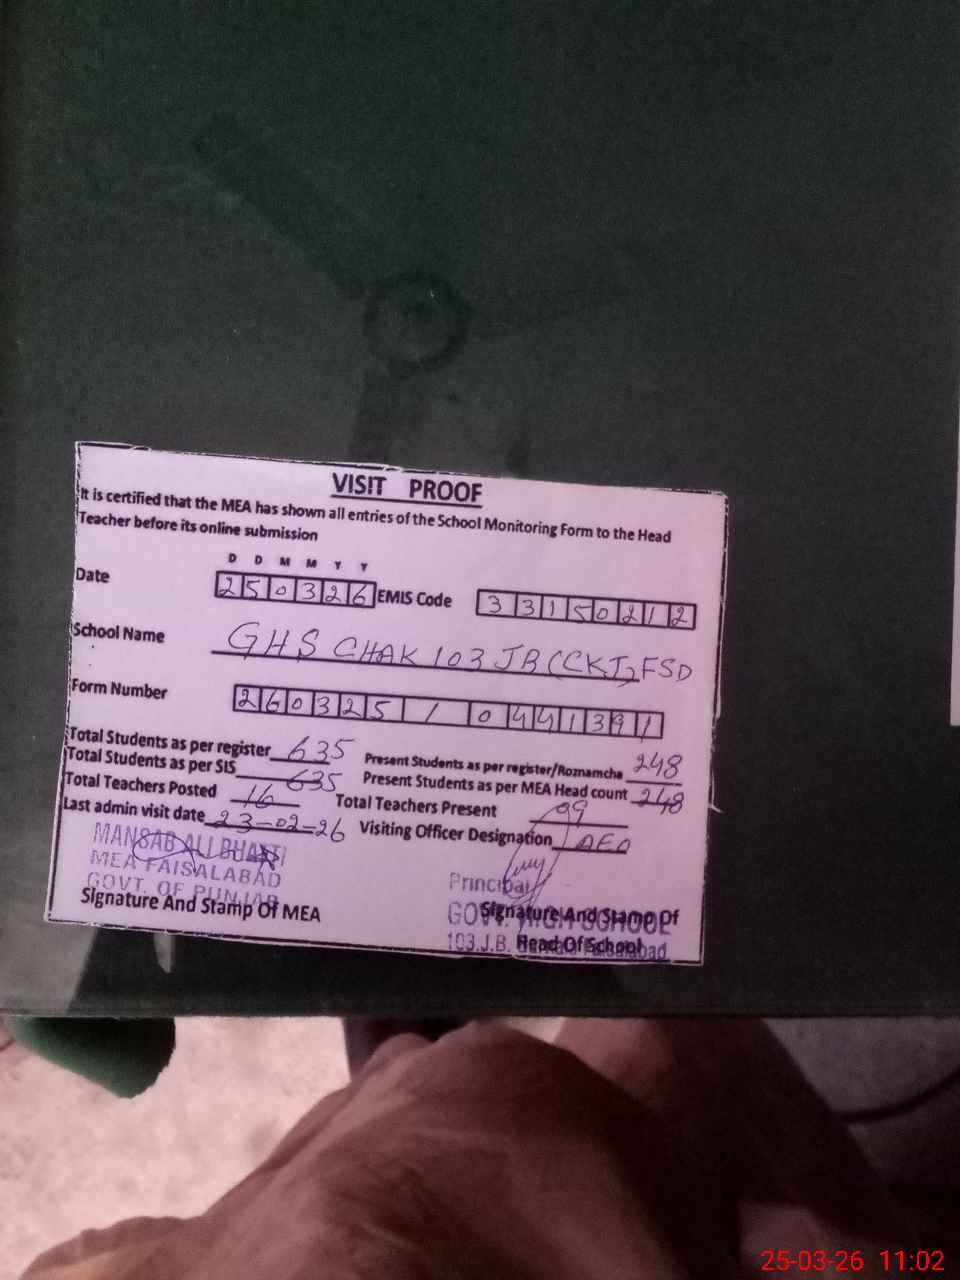 VISIT PROOF
It is certified that the MEA has shown all entries of the School Monitoring Form to the Head
Teacher before its online submission
D D M M Y Y
Date 250326 EMIS Code 33150212
School Name GHS CHAK 103 JB (CKJ) FSD
Form Number 260325 / 0441391
Total Students as per register 635 Present Students as per register/Roznamcha 248
Total Students as per SIS 635 Present Students as per MEA Head count 248
Total Teachers Posted 16 Total Teachers Present 09
Last admin visit date 23-02-26 Visiting Officer Designation AEO
MANSAB ALI BHATTI
MEA FAISALABAD
GOVT. OF PUNJAB
Signature And Stamp Of MEA
Principal
GOVT. HIGH SCHOOL
Signature And Stamp Of
103.J.B. Faisalabad
Head Of School
25-03-26 11:02